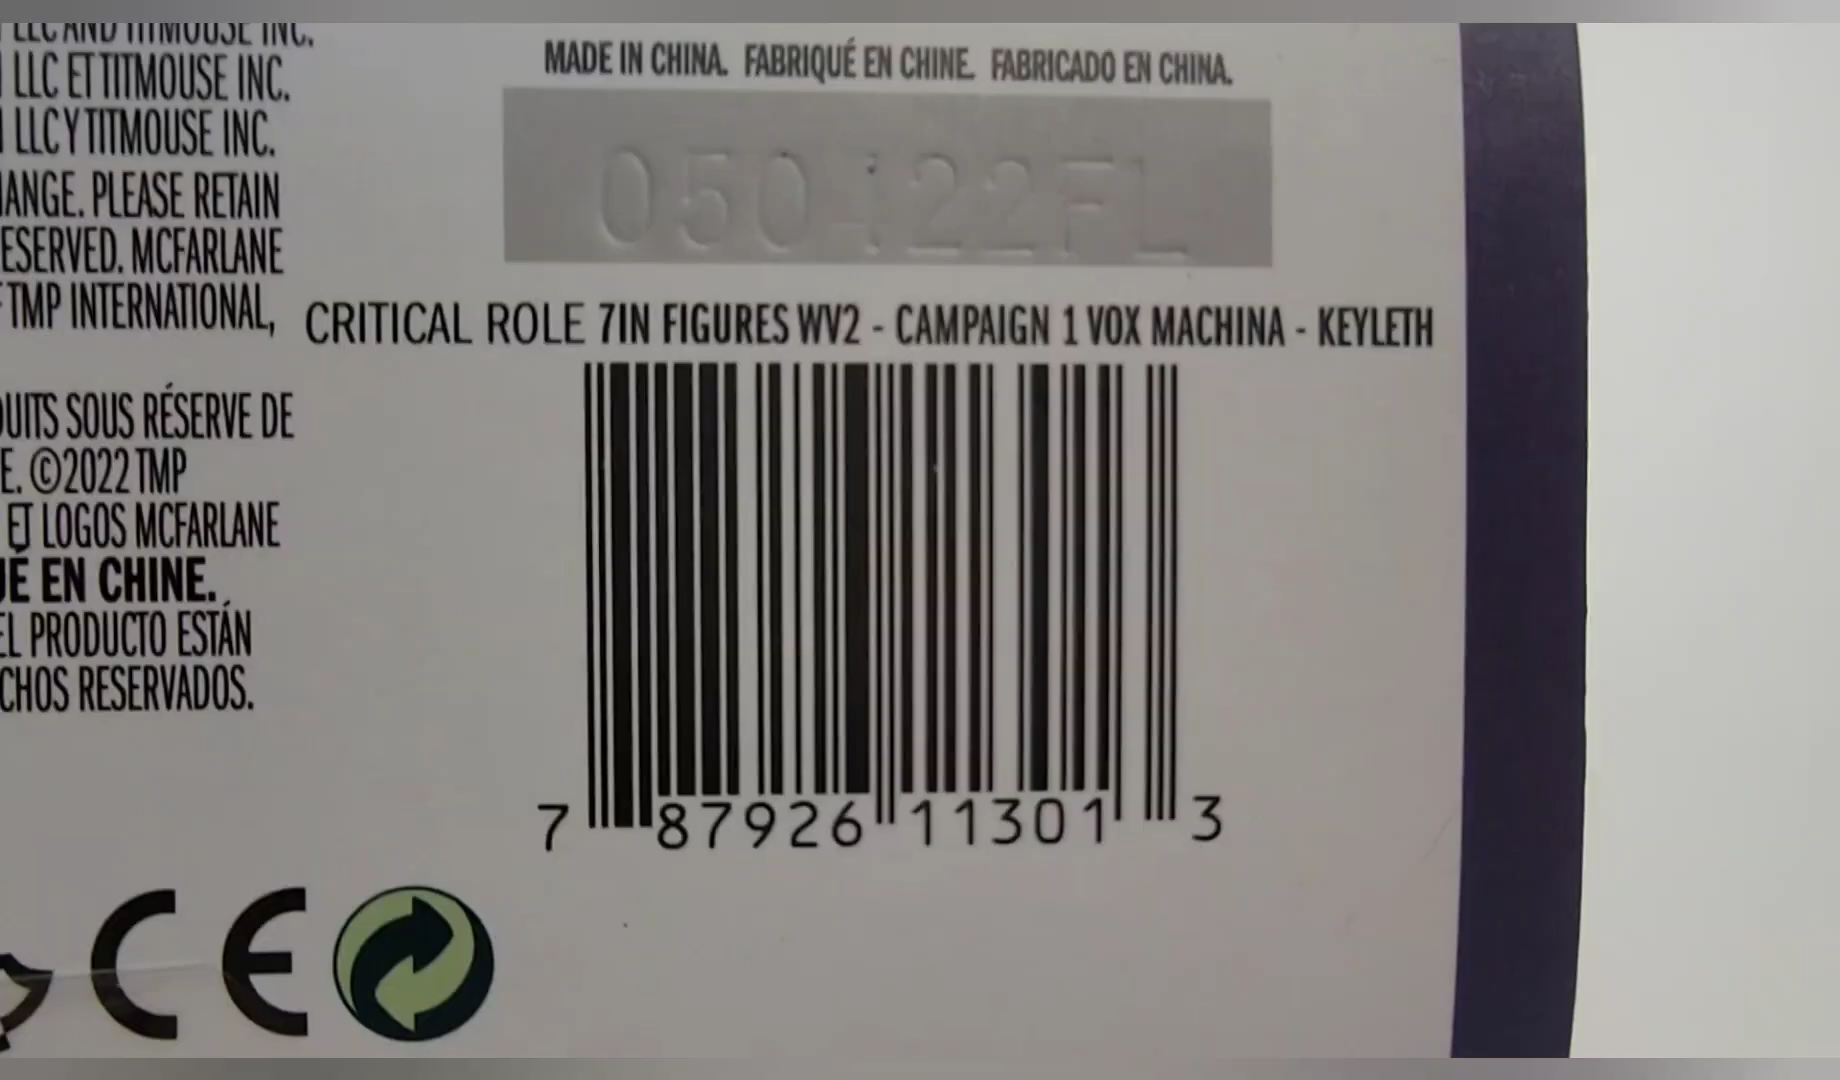 LLC AND TITMOUSE INC.
LLC ET TITMOUSE INC.
LLC Y TITMOUSE INC.
ANGE. PLEASE RETAIN
ESERVED. MCFARLANE
TMP INTERNATIONAL,
UITS SOUS RÉSERVE DE
E. ©2022 TMP
ET LOGOS MCFARLANE
É EN CHINE.
EL PRODUCTO ESTÁN
CHOS RESERVADOS.
MADE IN CHINA. FABRIQUÉ EN CHINE. FABRICADO EN CHINA.
050122FL
CRITICAL ROLE 7IN FIGURES WV2 - CAMPAIGN 1 VOX MACHINA - KEYLETH
7 87926 11301 3
CE